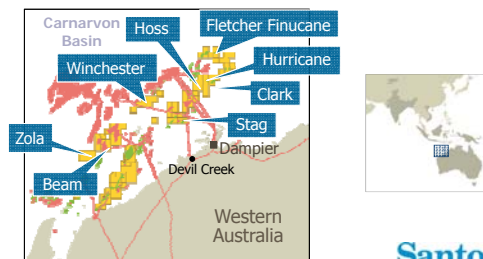 Carnarvon
Basin
Hoss
Fletcher Finucane
Winchester
Hurricane
Clark
Stag
Zola
Dampier
Beam
Devil Creek
Western
Australia